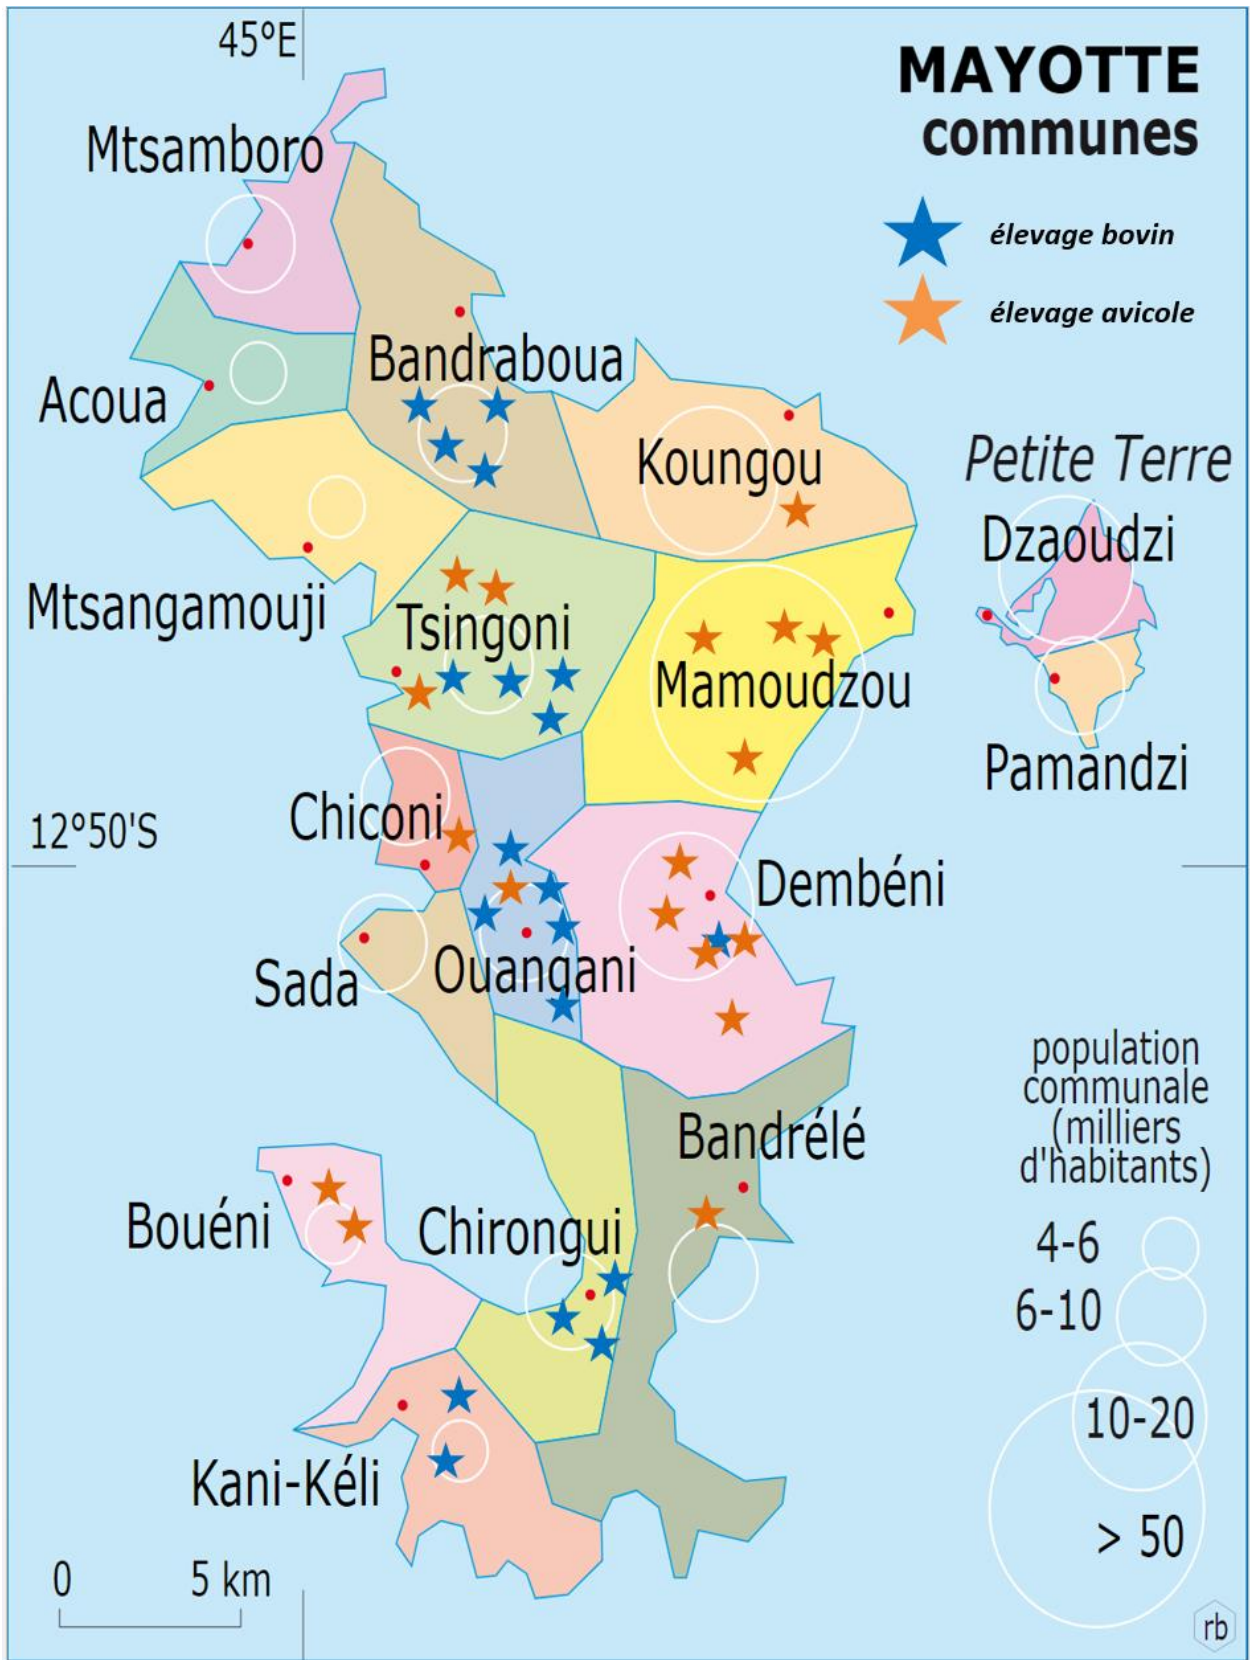 45°E
MAYOTTE
communes
Mtsamboro
élevage bovin
élevage avicole
Bandraboua
Acoua
Koungou
Petite Terre
Dzaoudzi
Mtsangamouji
Tsingoni
Mamoudzou
Pamandzi
Chiconi
12°50'S
Dembéni
Sada
Ouangani
population
communale
(milliers
d'habitants)
Bandrélé
Bouéni
Chirongui
4-6
6-10
10-20
Kani-Kéli
> 50
0 5 km
rb